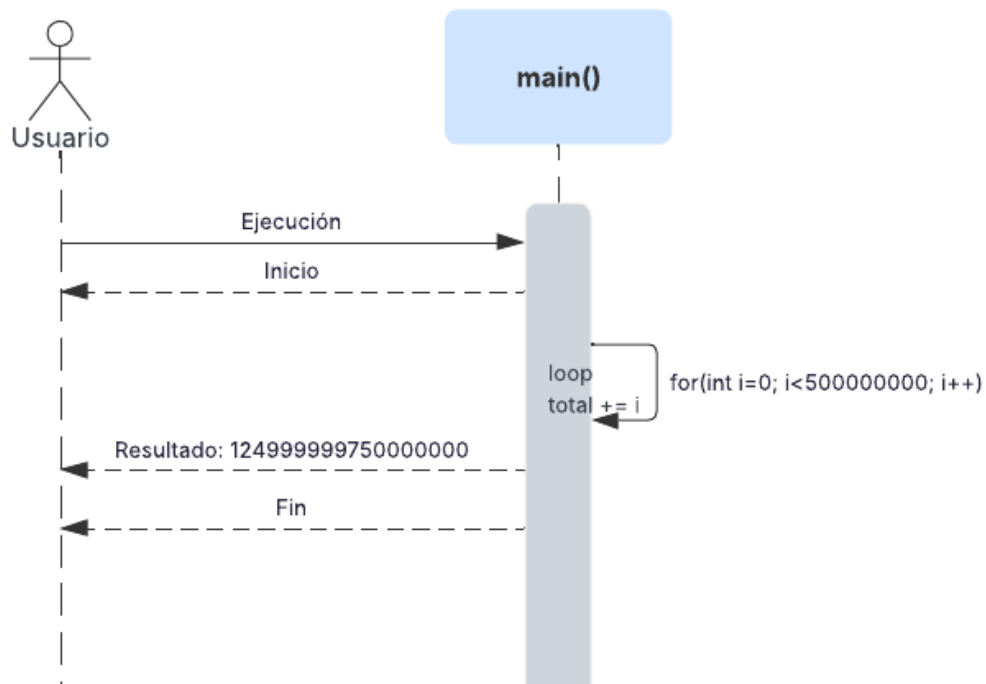 main()
Usuario
Ejecución
Inicio
loop
for(int i=0; i<500000000; i++)
total += i
Resultado: 124999999750000000
Fin